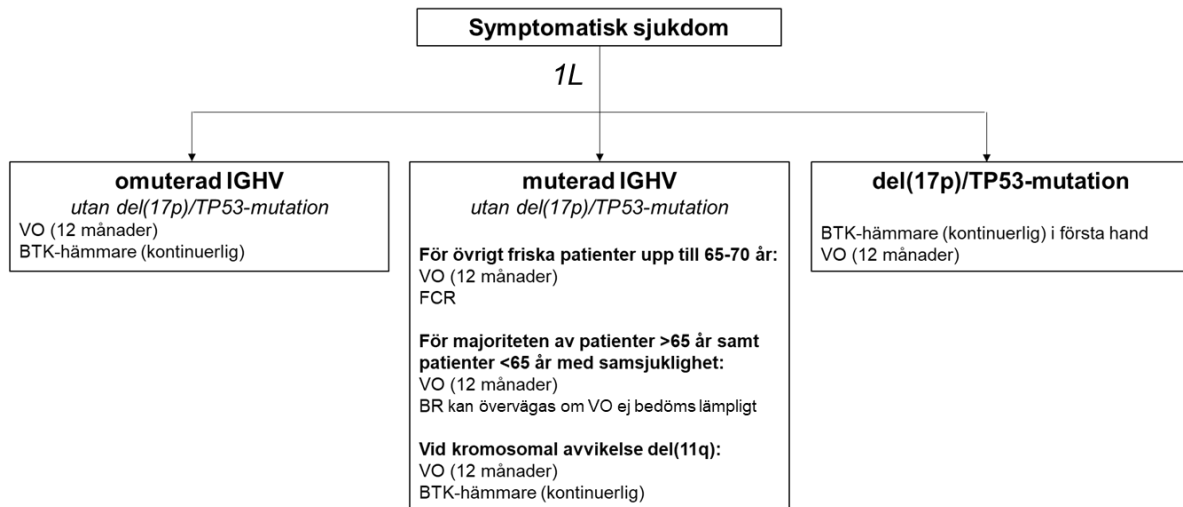 Symptomatisk sjukdom
1L
omuterad IGHV
utan del(17p)/TP53-mutation
VO (12 månader)
BTK-hämmare (kontinuerlig)
muterad IGHV
utan del(17p)/TP53-mutation
För övrigt friska patienter upp till 65-70 år:
VO (12 månader)
FCR
För majoriteten av patienter >65 år samt
patienter <65 år med samsjuklighet:
VO (12 månader)
BR kan övervägas om VO ej bedöms lämpligt
Vid kromosomal avvikelse del(11q):
VO (12 månader)
BTK-hämmare (kontinuerlig)
del(17p)/TP53-mutation
BTK-hämmare (kontinuerlig) i första hand
VO (12 månader)